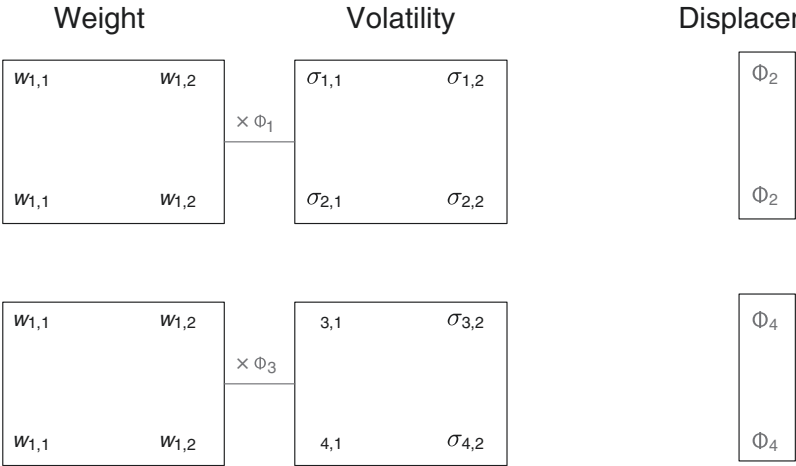 Weight Volatility Displacer
w1,1 w1,2 σ1,1 σ1,2 Φ2
× Φ1
w1,1 w1,2 σ2,1 σ2,2 Φ2
w1,1 w1,2 3,1 σ3,2 Φ4
× Φ3
w1,1 w1,2 4,1 σ4,2 Φ4